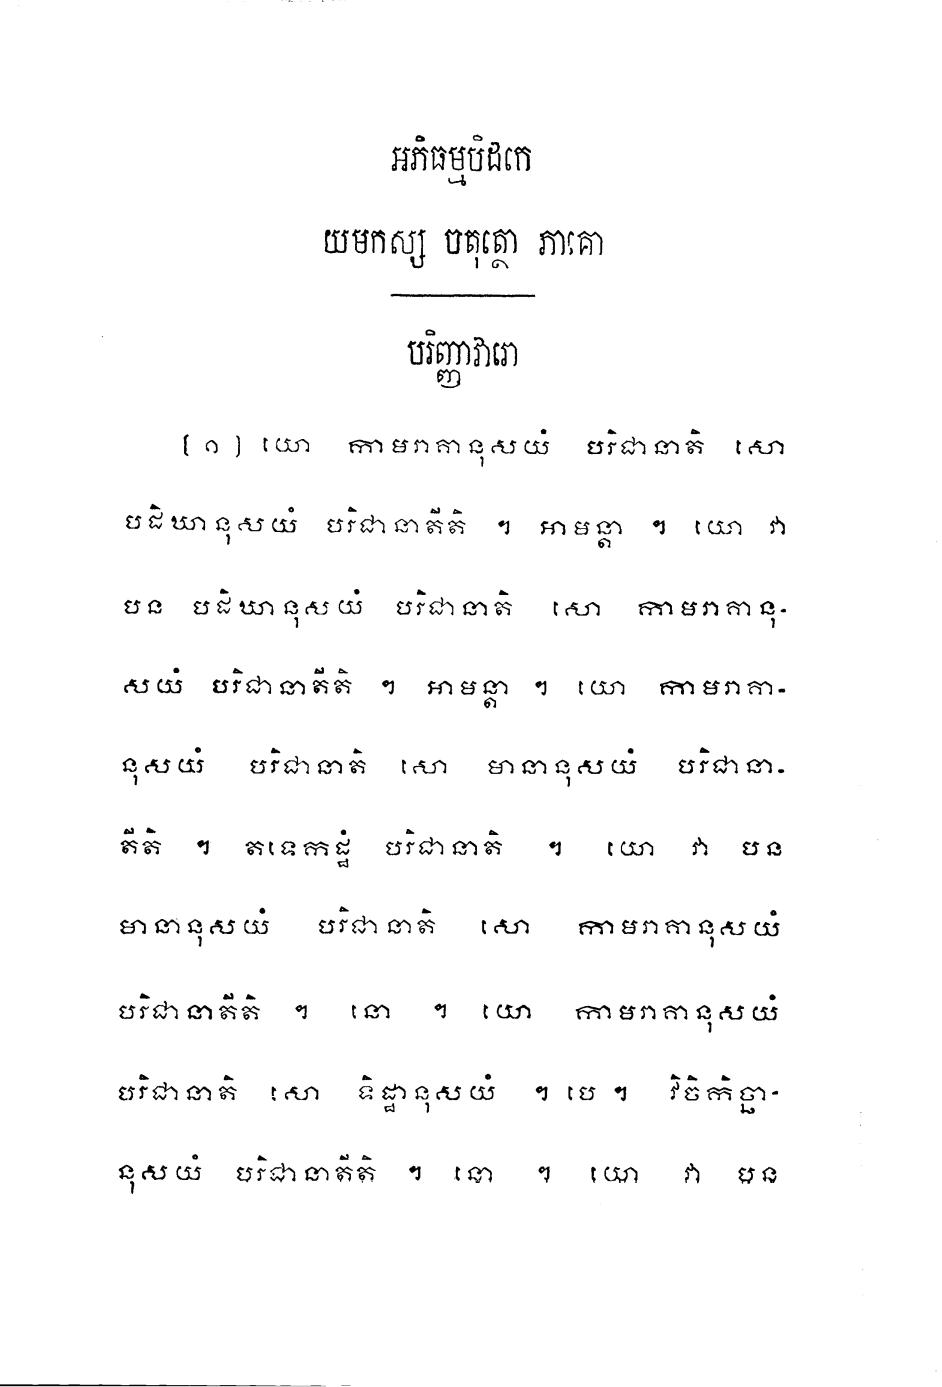 អភិធម្មបិដកេ
យមកស្ស ចតុត្ថោ ភាគោ
បរិញ្ញាវារោ
[១] យោ កាមរាគានុសយំ បរិជានាតិ សោ
បដិឃានុសយំ បរិជានាតីតិ ។ អាមន្តា ។ យោ វា
បន បដិឃានុសយំ បរិជានាតិ សោ កាមរាគានុ-
សយំ បរិជានាតីតិ ។ អាមន្តា ។ យោ កាមរាគា-
នុសយំ បរិជានាតិ សោ មានានុសយំ បរិជានា-
តីតិ ។ តទេកដ្ឋំ បរិជានាតិ ។ យោ វា បន
មានានុសយំ បរិជានាតិ សោ កាមរាគានុសយំ
បរិជានាតីតិ ។ នោ ។ យោ កាមរាគានុសយំ
បរិជានាតិ សោ ទិដ្ឋានុសយំ ។ បេ ។ វិចិកិច្ឆា-
នុសយំ បរិជានាតីតិ ។ នោ ។ យោ វា បន